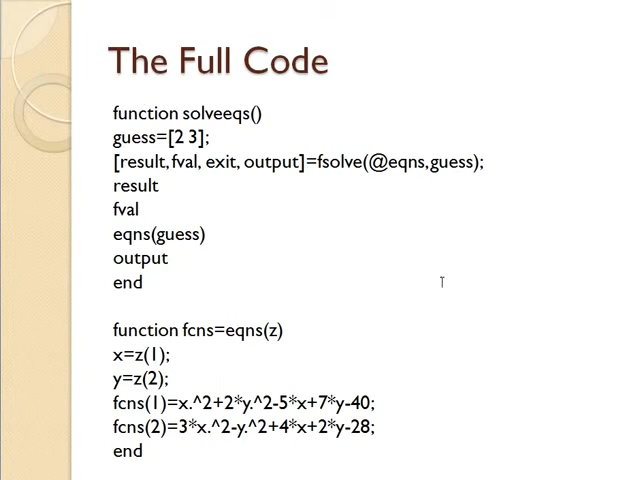 The Full Code
function solveeqs()
guess=[2 3];
[result, fval, exit, output]=fsolve(@eqns,guess);
result
fval
eqns(guess)
output
end
function fcns=eqns(z)
x=z(1);
y=z(2);
fcns(1)=x.^2+2*y.^2-5*x+7*y-40;
fcns(2)=3*x.^2-y.^2+4*x+2*y-28;
end